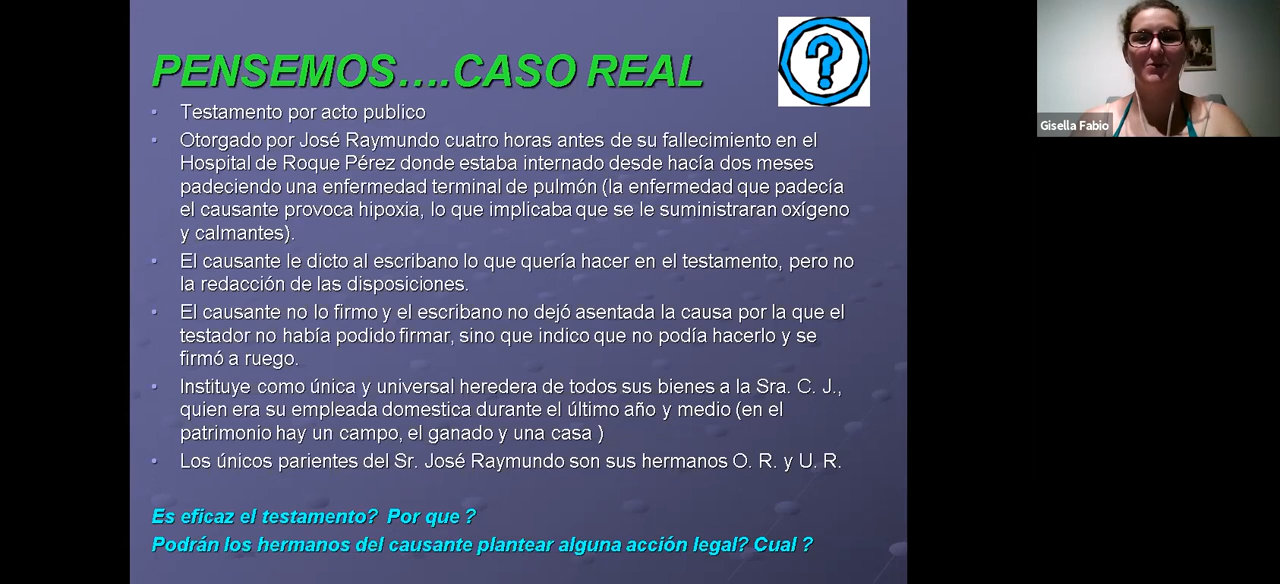 PENSEMOS....CASO REAL
Testamento por acto publico
Otorgado por José Raymundo cuatro horas antes de su fallecimiento en el
Hospital de Roque Pérez donde estaba internado desde hacía dos meses
padeciendo una enfermedad terminal de pulmón (la enfermedad que padecía
el causante provoca hipoxia, lo que implicaba que se le suministraran oxígeno
y calmantes).
El causante le dicto al escribano lo que quería hacer en el testamento, pero no
la redacción de las disposiciones.
El causante no lo firmo y el escribano no dejó asentada la causa por la que el
testador no había podido firmar, sino que indico que no podía hacerlo y se
firmó a ruego.
Instituye como única y universal heredera de todos sus bienes a la Sra. C. J.,
quien era su empleada domestica durante el último año y medio (en el
patrimonio hay un campo, el ganado y una casa )
Los únicos parientes del Sr. José Raymundo son sus hermanos O. R. y U. R.
Es eficaz el testamento? Por que ?
Podrán los hermanos del causante plantear alguna acción legal? Cual ?
Gisella Fabio